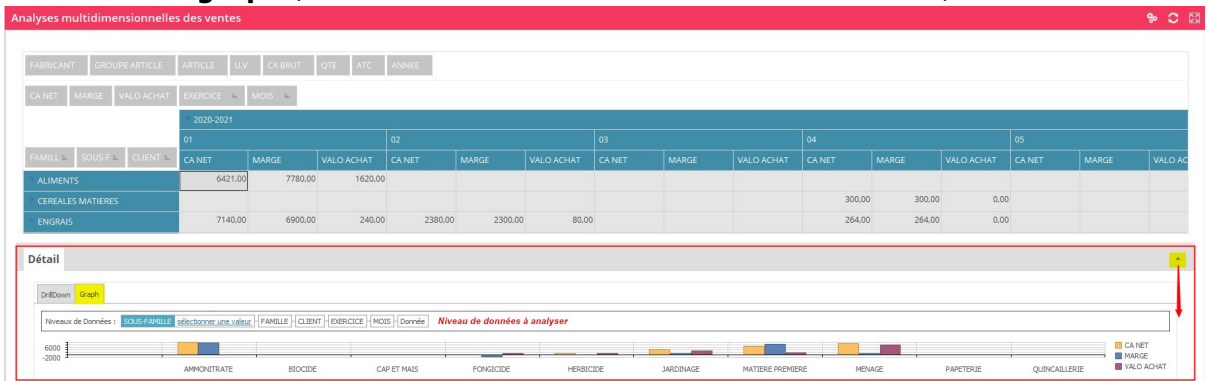 Analyses multidimensionnelles des ventes
FABRICANT GROUPE ARTICLE ARTICLE U.V CA BRUT QTE ATC ANNEE
CA NET MARGE VALO ACHAT EXERCICE MOIS
2020-2021
01 02 03 04 05
FAMILL SOUS-F CLIENT CA NET MARGE VALO ACHAT CA NET MARGE VALO ACHAT CA NET MARGE VALO ACHAT CA NET MARGE VALO ACHAT CA NET MARGE VALO AC
ALIMENTS 6421,00 7780,00 1620,00
CEREALES MATIERES 300,00 300,00 0,00
ENGRAIS 7140,00 6900,00 240,00 2380,00 2300,00 80,00 264,00 264,00 0,00
Détail
DrillDown Graph
Niveaux de Données : SOUS-FAMILLE sélectionner une valeur FAMILLE CLIENT EXERCICE MOIS Donnée Niveau de données à analyser
6000
-2000
CA NET
MARGE
VALO ACHAT
AMMONITRATE BIOCIDE CAP ET MAIS FONGICIDE HERBICIDE JARDINAGE MATIERE PREMIERE MENAGE PAPETERIE QUINCAILLERIE